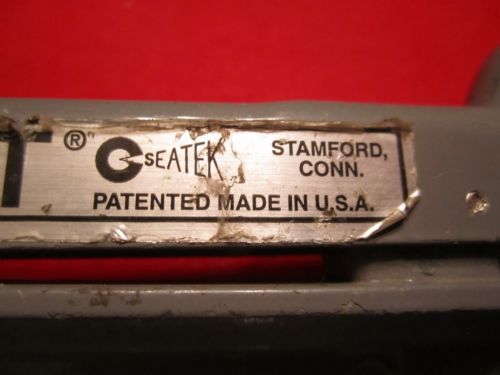 T ® SEATEK STAMFORD,
CONN.
PATENTED MADE IN U.S.A.